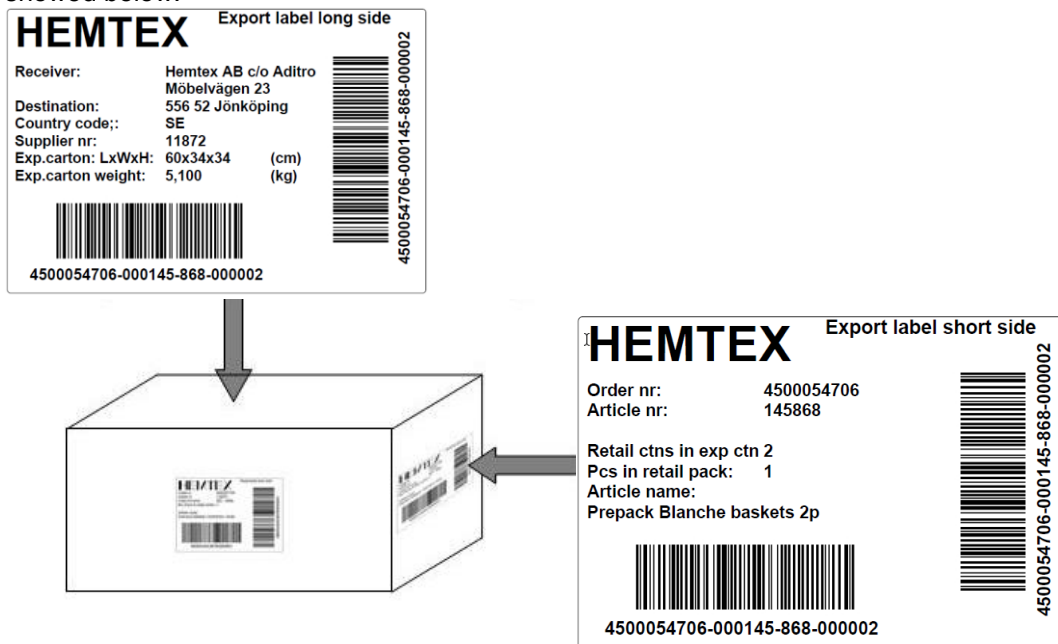 showed below:
HEMTEX Export label long side
Receiver: Hemtex AB c/o Aditro
Möbelvägen 23
Destination: 556 52 Jönköping
Country code;: SE
Supplier nr: 11872
Exp.carton: LxWxH: 60x34x34 (cm)
Exp.carton weight: 5,100 (kg)
4500054706-000145-868-000002
4500054706-000145-868-000002
HEMTEX
HEMTEX
HEMTEX Export label short side
Order nr: 4500054706
Article nr: 145868
Retail ctns in exp ctn 2
Pcs in retail pack: 1
Article name:
Prepack Blanche baskets 2p
4500054706-000145-868-000002
4500054706-000145-868-000002